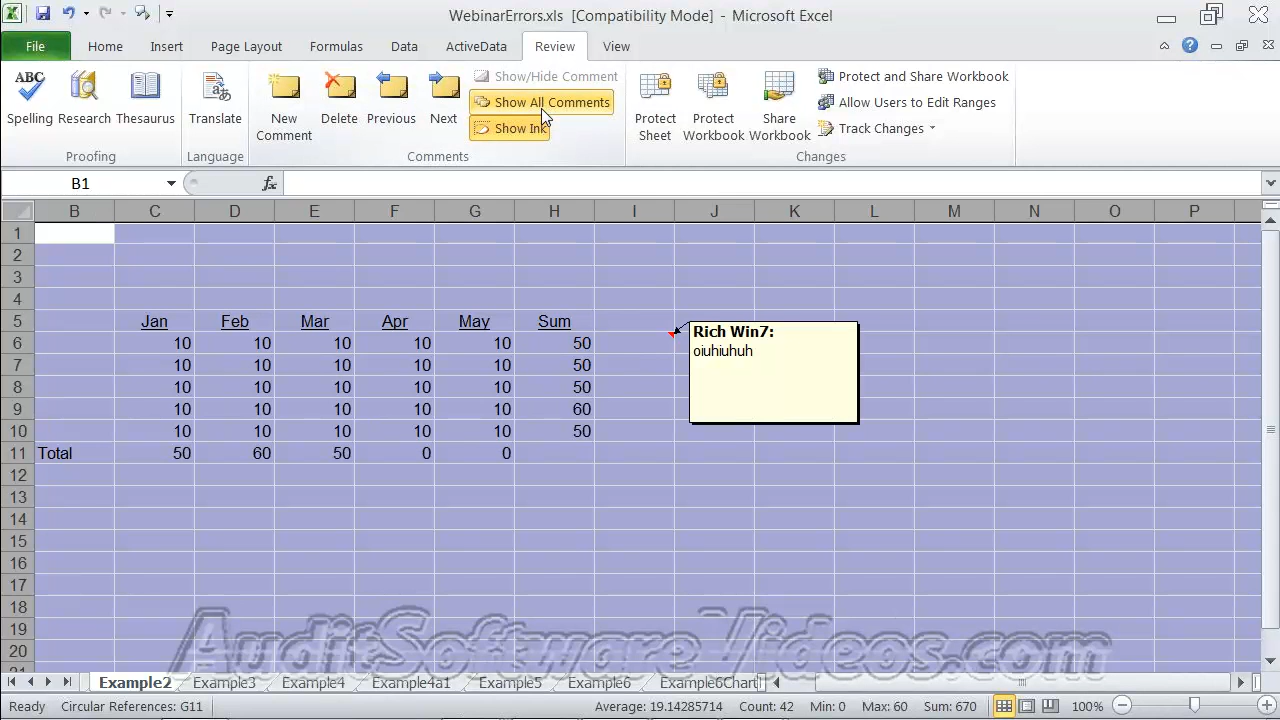 WebinarErrors.xls [Compatibility Mode] - Microsoft Excel
File Home Insert Page Layout Formulas Data ActiveData Review View
ABC
Spelling Research Thesaurus Translate New Comment Delete Previous Next
Show/Hide Comment
Show All Comments
Show Ink
Protect Sheet Protect Workbook Share Workbook
Protect and Share Workbook
Allow Users to Edit Ranges
Track Changes
Proofing Language Comments Changes
B1 fx
B C D E F G H I J K L M N O P
1
2
3
4
5 Jan Feb Mar Apr May Sum
6 10 10 10 10 10 50
7 10 10 10 10 10 50
8 10 10 10 10 10 50
9 10 10 10 10 10 60
10 10 10 10 10 10 50
11 Total 50 60 50 0 0
Rich Win7:
oiuhiuhuh
12
13
14
15
16
17
18
19
20
21
AuditSoftwareVideos.com
Example2 Example3 Example4 Example4a1 Example5 Example6 Example6Chart
Ready Circular References: G11 Average: 19.14285714 Count: 42 Min: 0 Max: 60 Sum: 670 100%